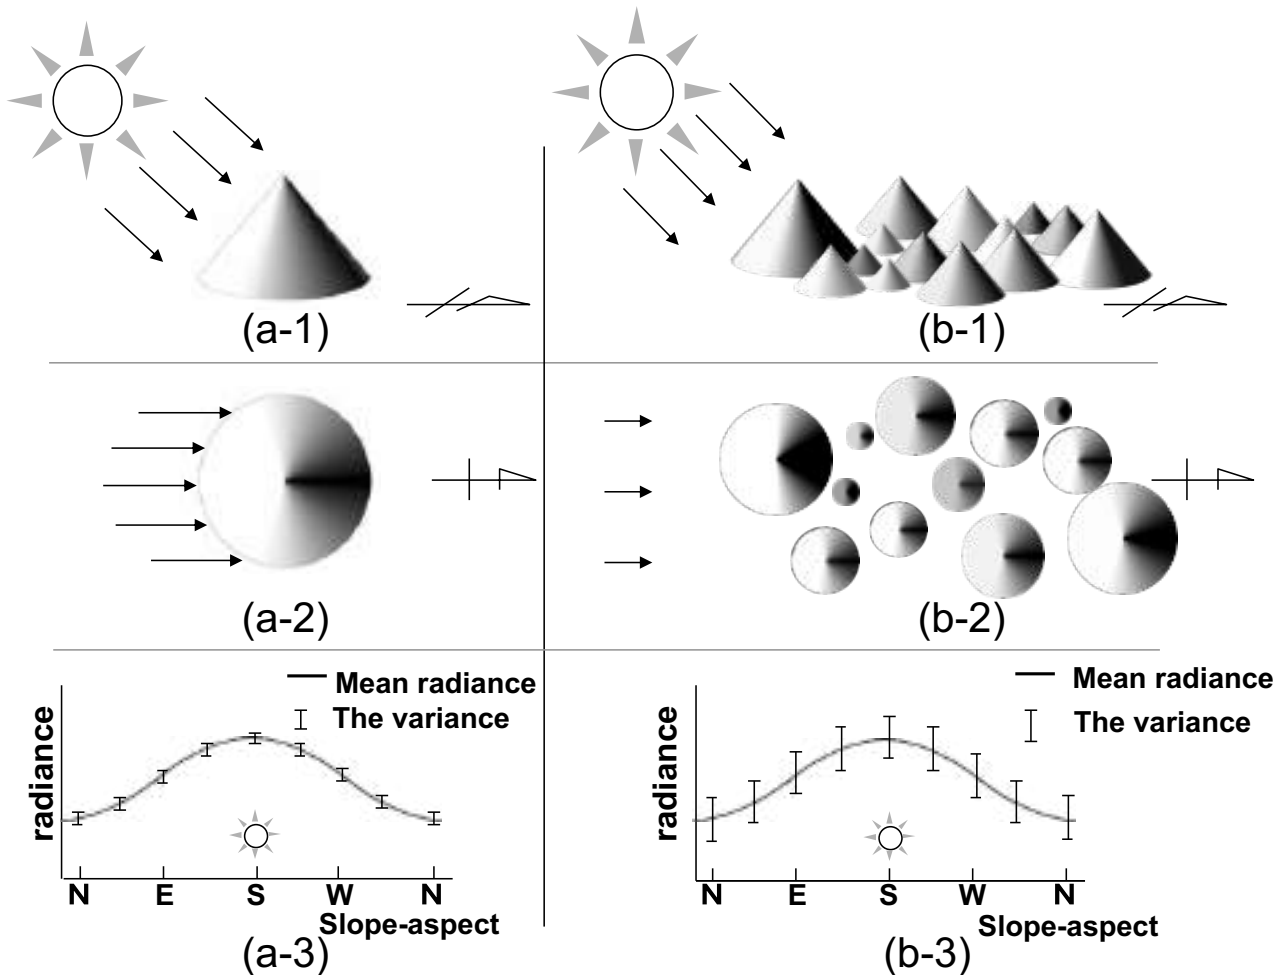 (a-1)
(b-1)
(a-2)
(b-2)
Mean radiance
The variance
radiance
N E S W N
Slope-aspect
(a-3)
Mean radiance
The variance
radiance
N E S W N
Slope-aspect
(b-3)